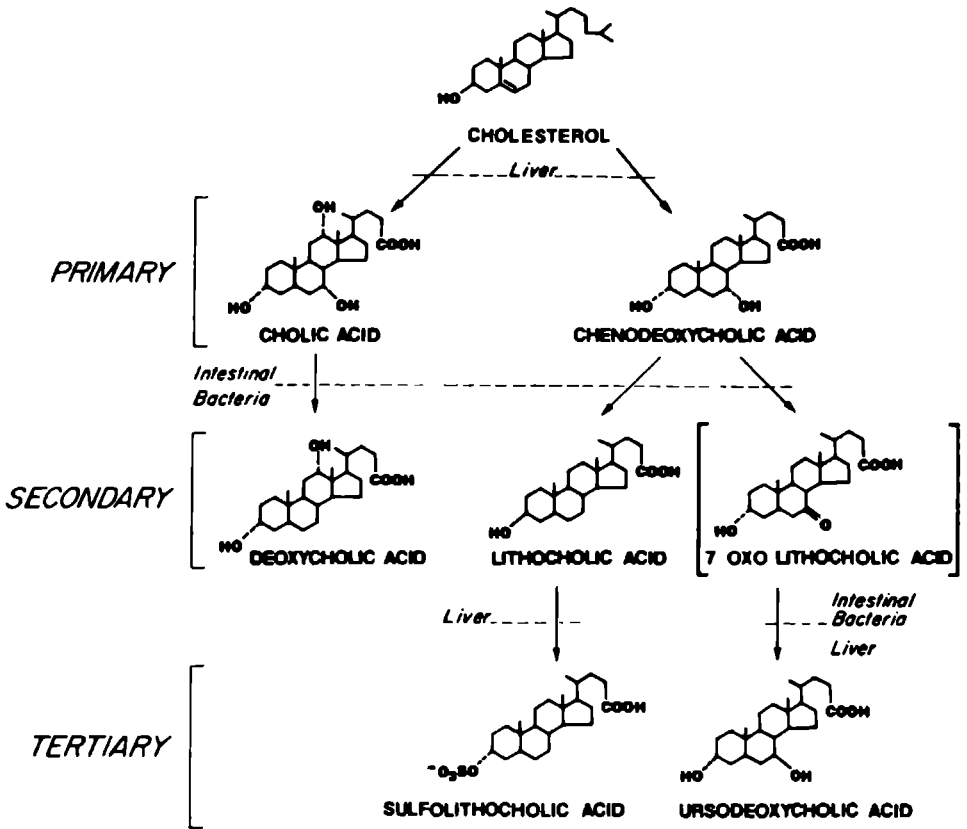 HO
CHOLESTEROL
Liver
PRIMARY
OH
COOH
HO
OH
CHOLIC ACID
COOH
HO
OH
CHENODEOXYCHOLIC ACID
Intestinal
Bacteria
SECONDARY
OH
COOH
HO
DEOXYCHOLIC ACID
COOH
HO
LITHOCHOLIC ACID
COOH
HO
O
7 OXO LITHOCHOLIC ACID
Liver
Intestinal
Bacteria
Liver
TERTIARY
COOH
⁻O₃SO
SULFOLITHOCHOLIC ACID
COOH
HO
OH
URSODEOXYCHOLIC ACID